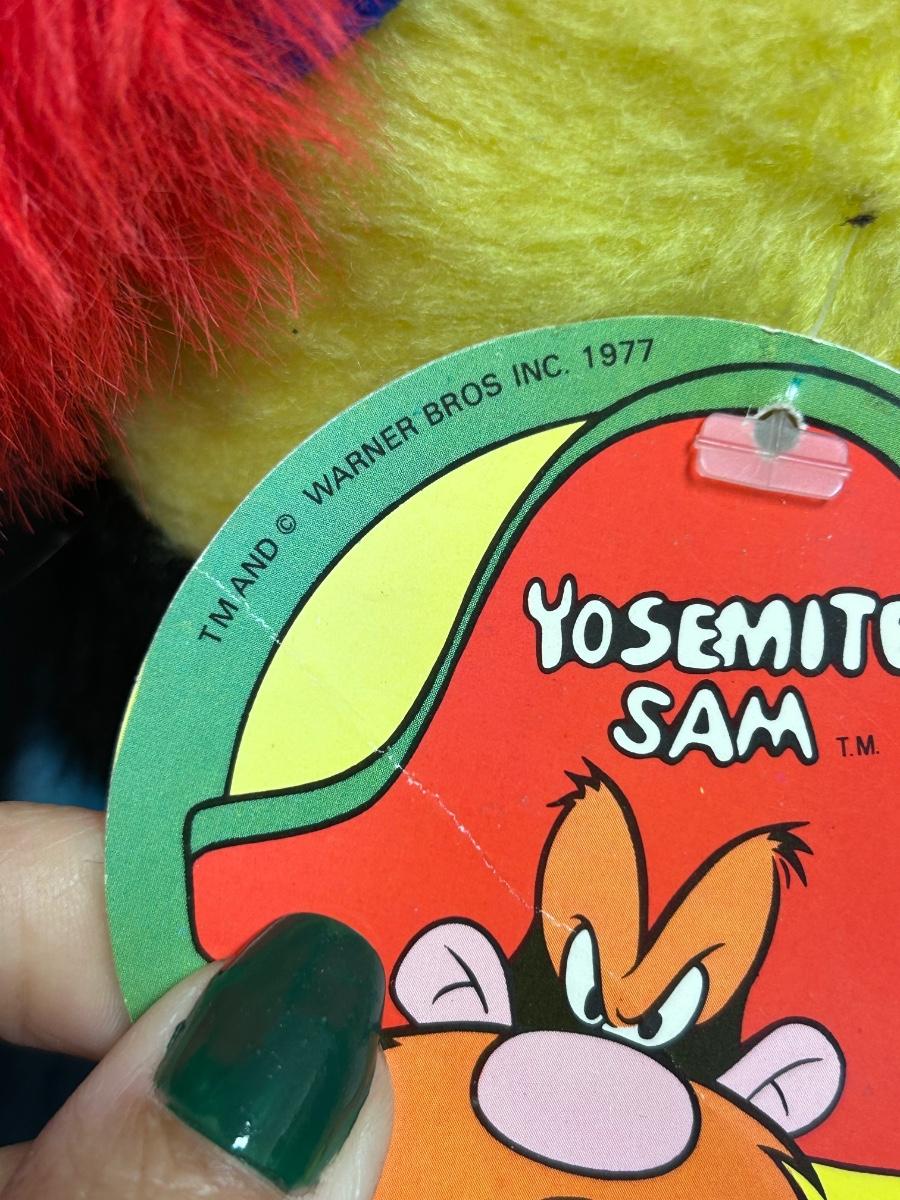 TM AND © WARNER BROS INC. 1977
YOSEMITE
SAM T.M.